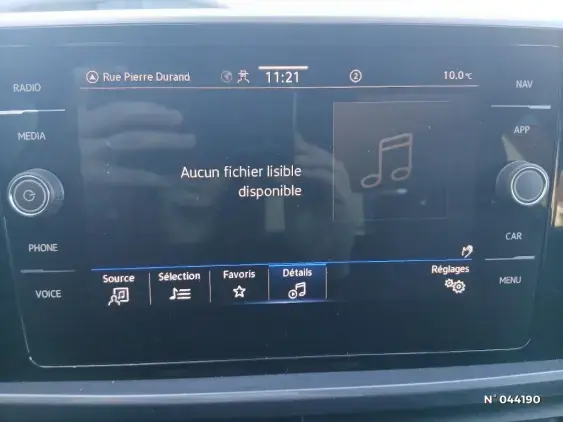 RADIO
MEDIA
PHONE
VOICE
Rue Pierre Durand 11:21 2 10.0°C
Aucun fichier lisible
disponible
Source Sélection Favoris Détails Réglages
NAV
APP
CAR
MENU
N°044190